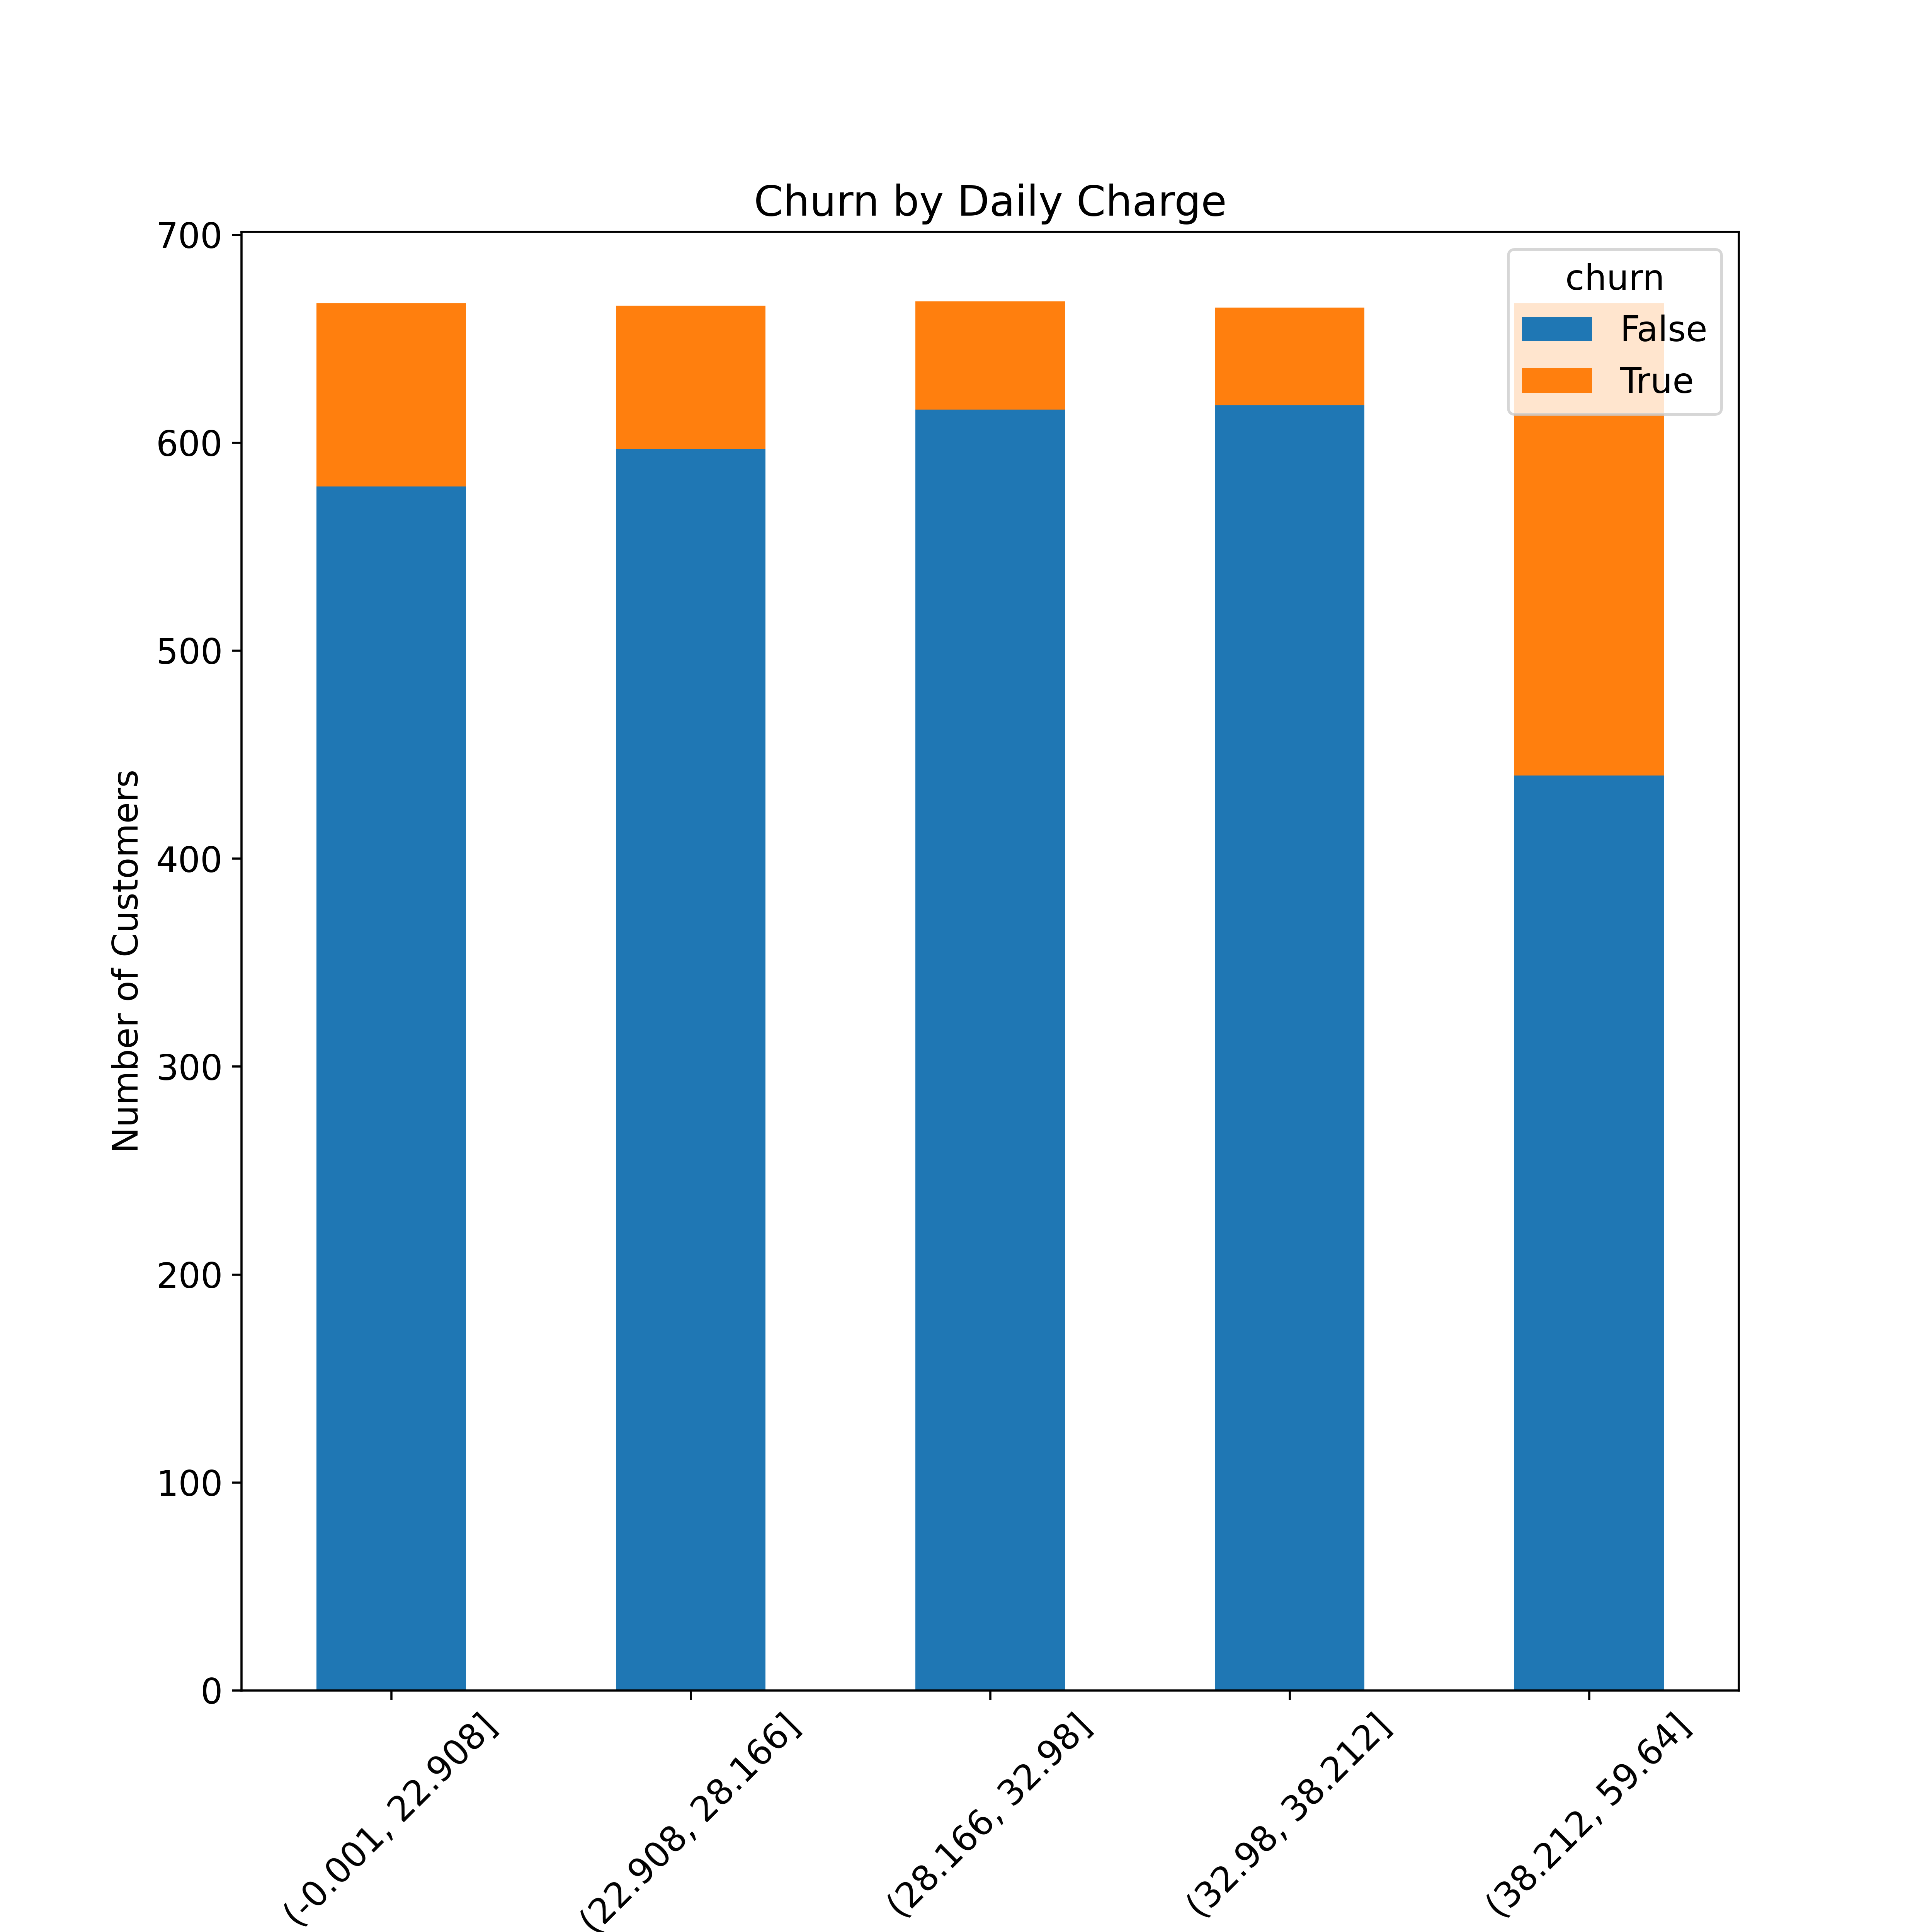 Churn by Daily Charge
churn
False
True
Number of Customers
700
600
500
400
300
200
100
0
(-0.001, 22.908]
(22.908, 28.166]
(28.166, 32.98]
(32.98, 38.212]
(38.212, 59.64]